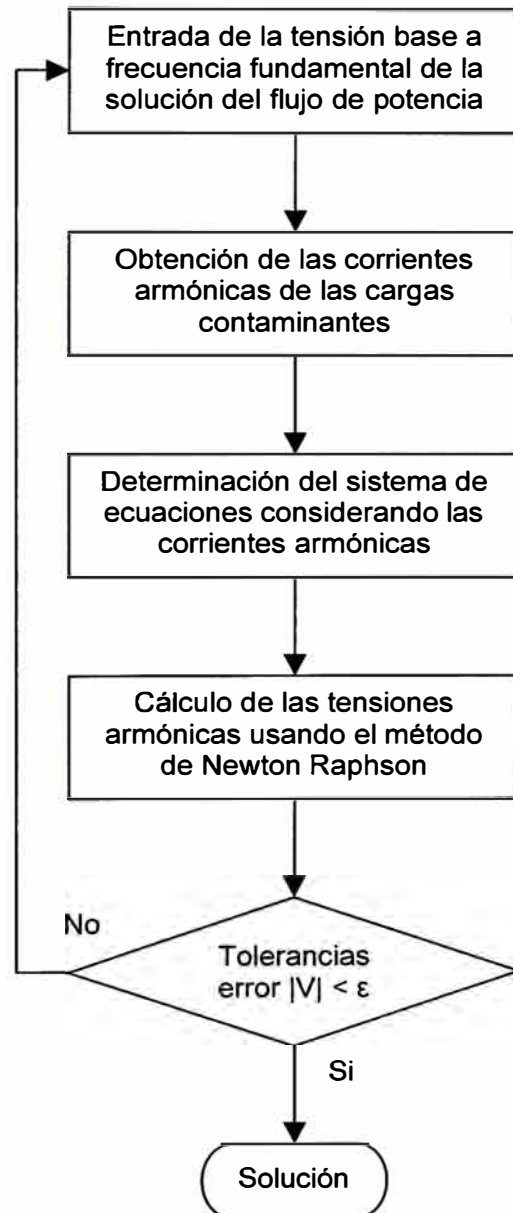 Entrada de la tensión base a
frecuencia fundamental de la
solución del flujo de potencia
Obtención de las corrientes
armónicas de las cargas
contaminantes
Determinación del sistema de
ecuaciones considerando las
corrientes armónicas
Cálculo de las tensiones
armónicas usando el método
de Newton Raphson
No
Tolerancias
error |V| < ε
Si
Solución